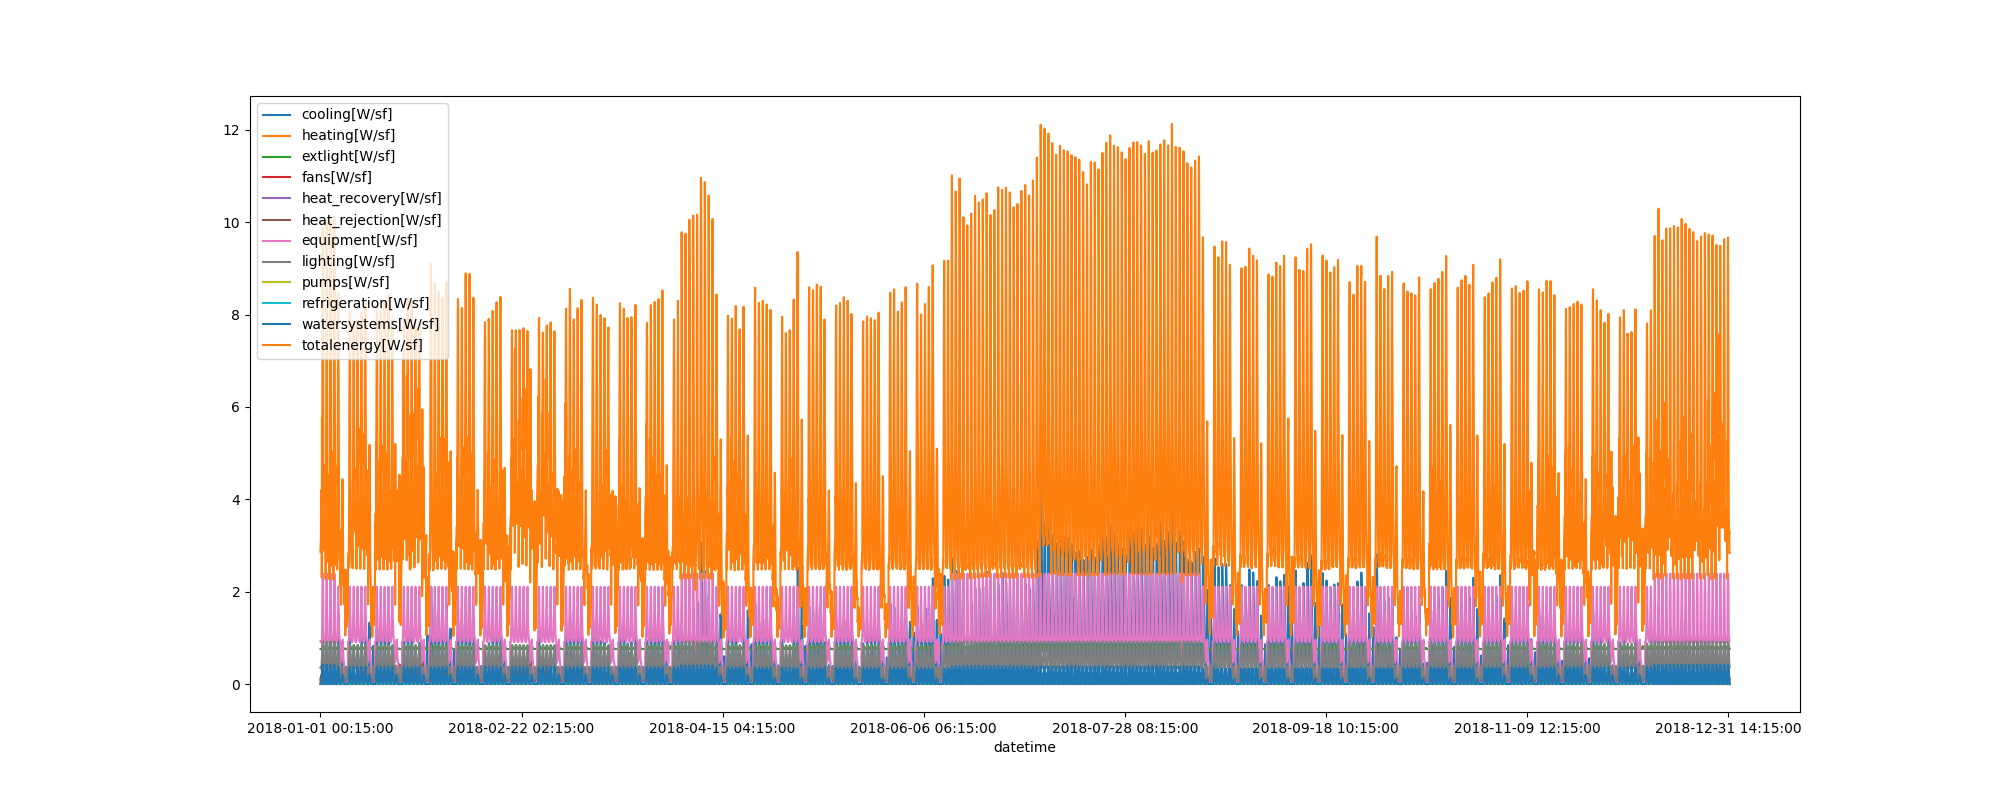 cooling[W/sf]
heating[W/sf]
extlight[W/sf]
fans[W/sf]
heat_recovery[W/sf]
heat_rejection[W/sf]
equipment[W/sf]
lighting[W/sf]
pumps[W/sf]
refrigeration[W/sf]
watersystems[W/sf]
totalenergy[W/sf]
12
10
8
6
4
2
0
2018-01-01 00:15:00 2018-02-22 02:15:00 2018-04-15 04:15:00 2018-06-06 06:15:00 2018-07-28 08:15:00 2018-09-18 10:15:00 2018-11-09 12:15:00 2018-12-31 14:15:00
datetime